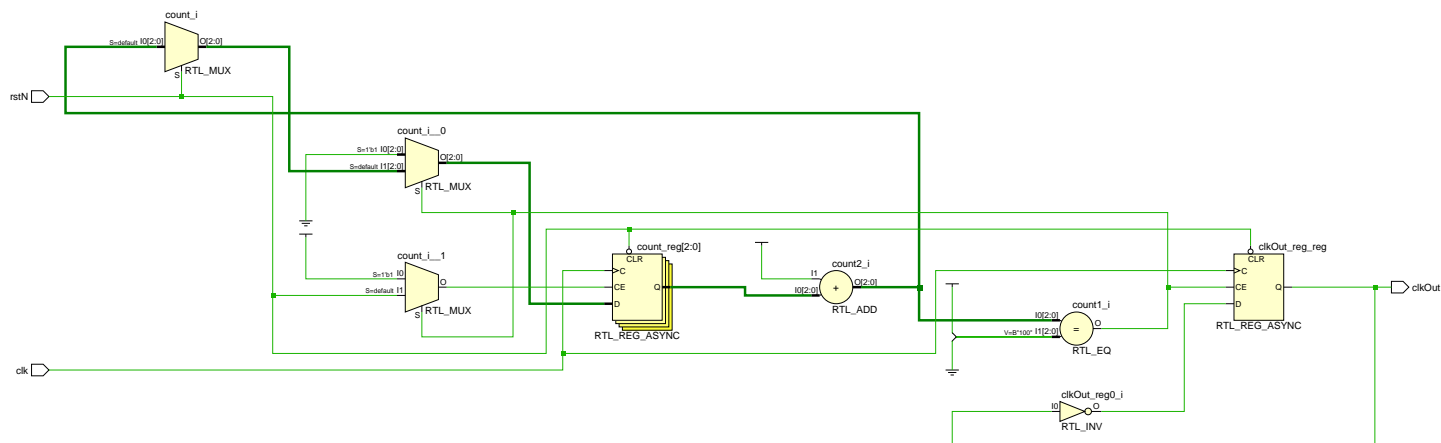 count_i
S=default I0[2:0] O[2:0]
S RTL_MUX
rstN
count_i__0
S=1'b1 I0[2:0] O[2:0]
S=default I1[2:0]
S RTL_MUX
count_i__1
S=1'b1 I0
O
S=default I1
S RTL_MUX
count_reg[2:0]
CLR
C
CE Q
D
RTL_REG_ASYNC
count2_i
I1
I0[2:0] + O[2:0]
RTL_ADD
count1_i
I0[2:0]
= O
V=B"100" I1[2:0]
RTL_EQ
clkOut_reg_reg
CLR
C
CE Q
D
RTL_REG_ASYNC
clkOut
clk
clkOut_reg0_i
I0 O
RTL_INV